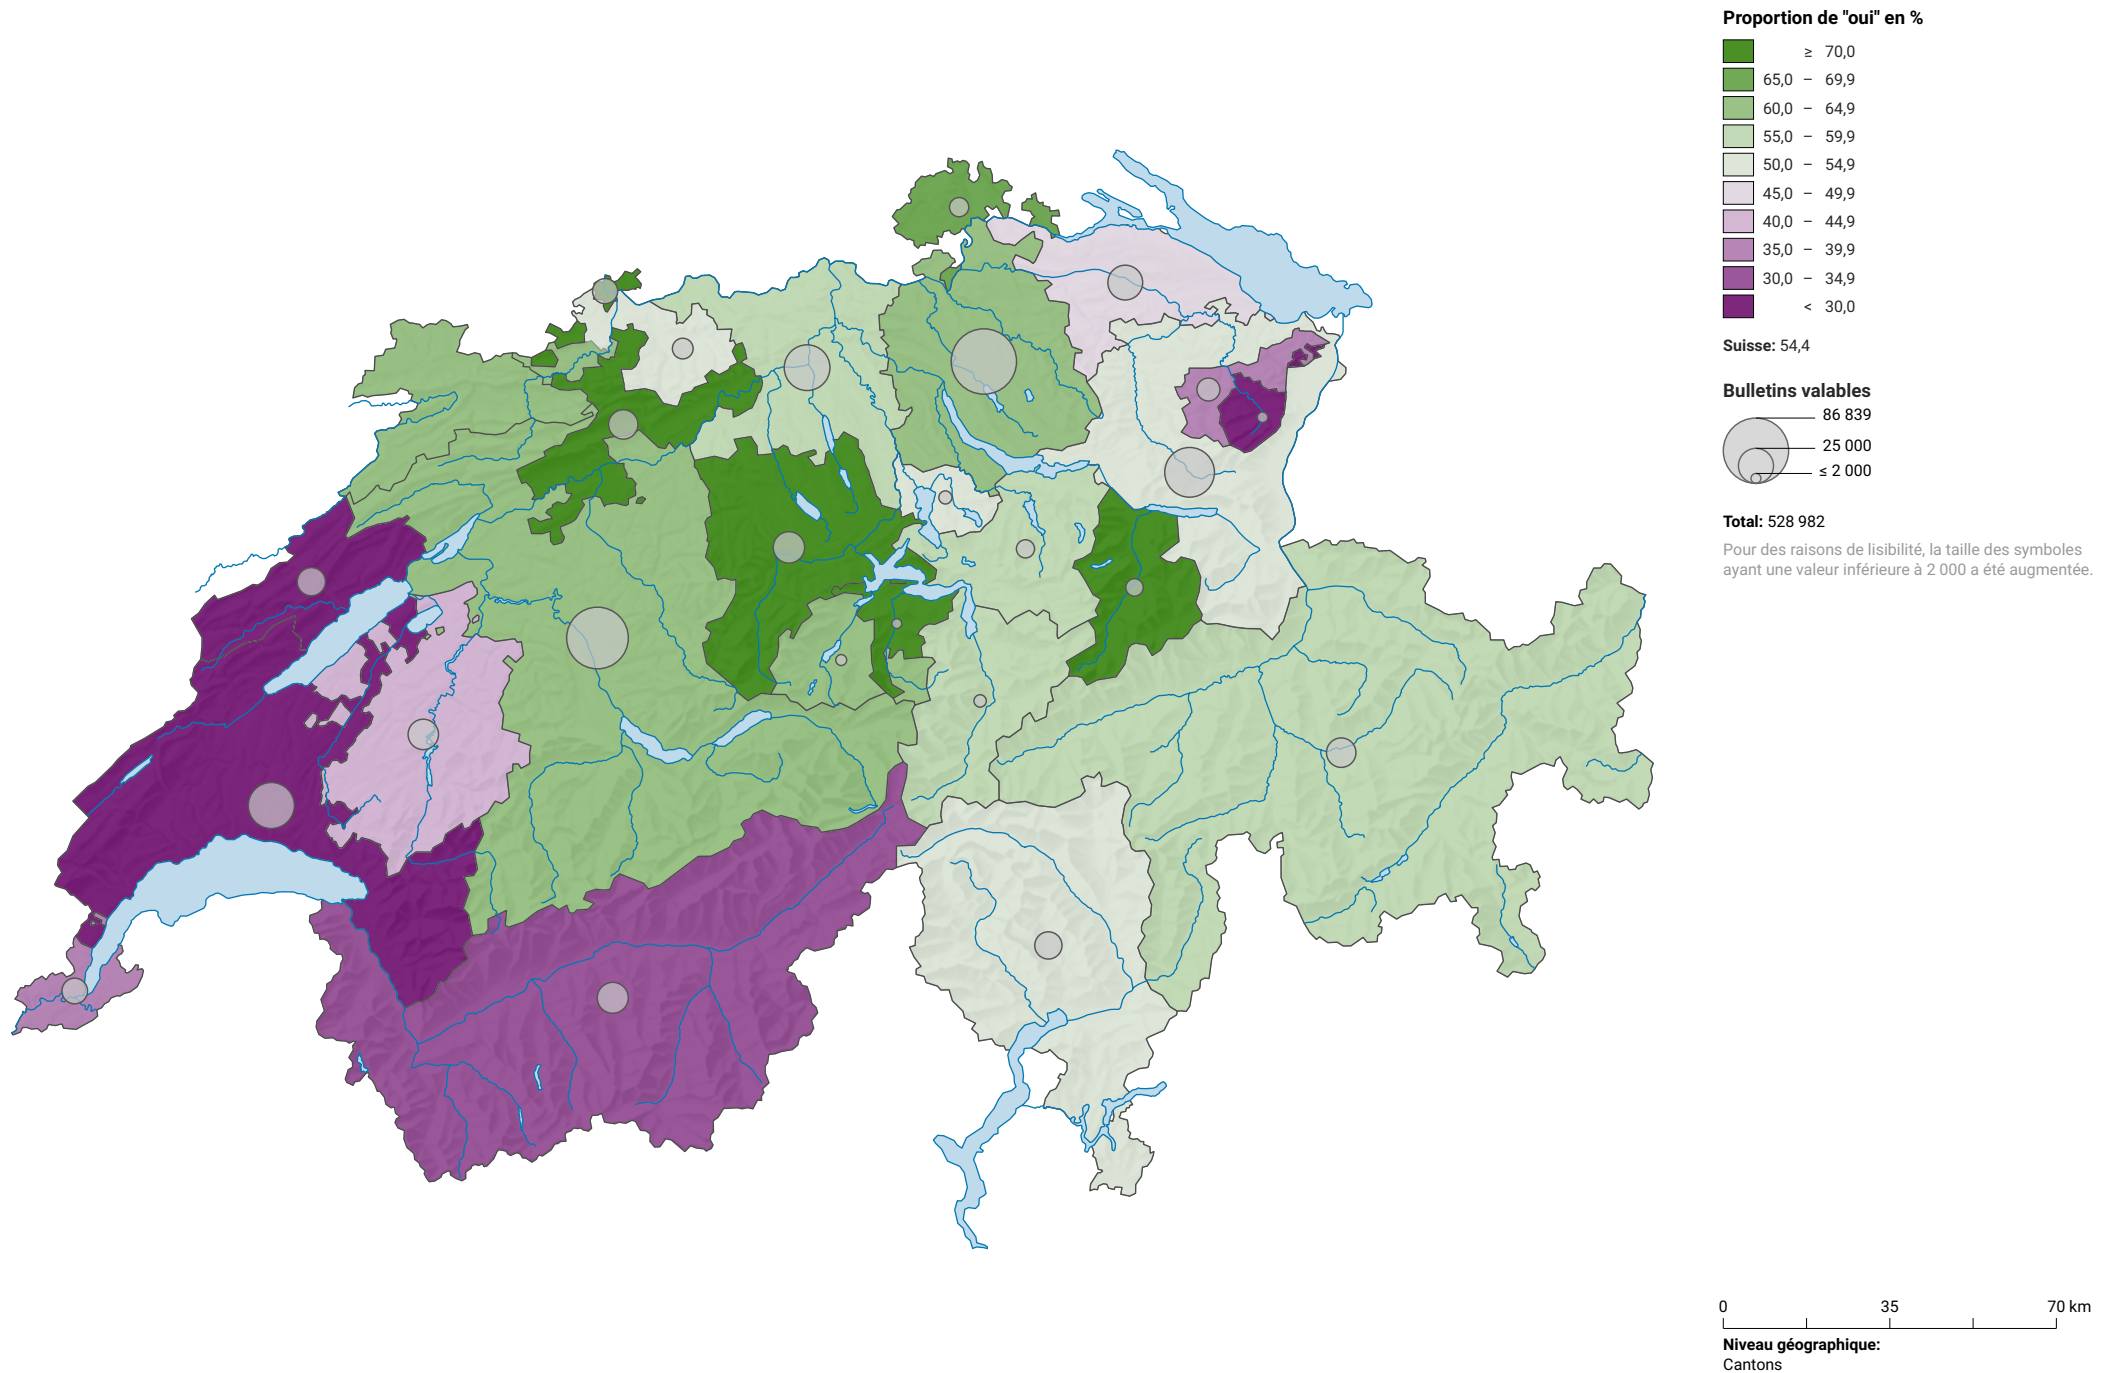 Proportion de "oui" en %
≥ 70,0
65,0 – 69,9
60,0 – 64,9
55,0 – 59,9
50,0 – 54,9
45,0 – 49,9
40,0 – 44,9
35,0 – 39,9
30,0 – 34,9
< 30,0
Suisse: 54,4
Bulletins valables
86 839
25 000
≤ 2 000
Total: 528 982
Pour des raisons de lisibilité, la taille des symboles
ayant une valeur inférieure à 2 000 a été augmentée.
0 35 70 km
Niveau géographique:
Cantons